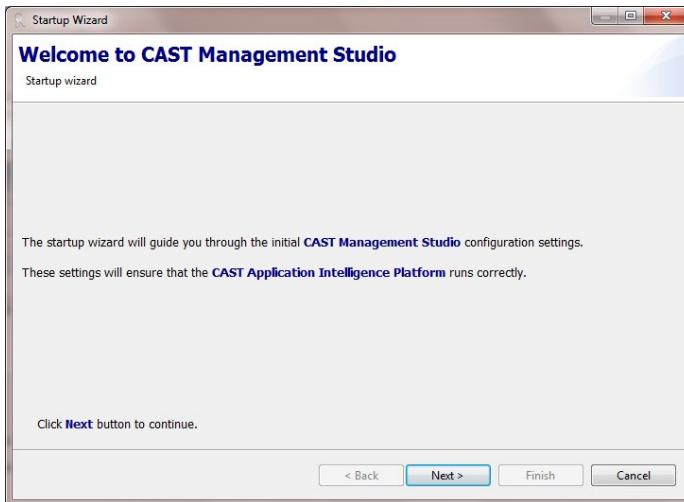 Startup Wizard
Welcome to CAST Management Studio
Startup wizard
The startup wizard will guide you through the initial CAST Management Studio configuration settings.
These settings will ensure that the CAST Application Intelligence Platform runs correctly.
Click Next button to continue.
< Back Next > Finish Cancel